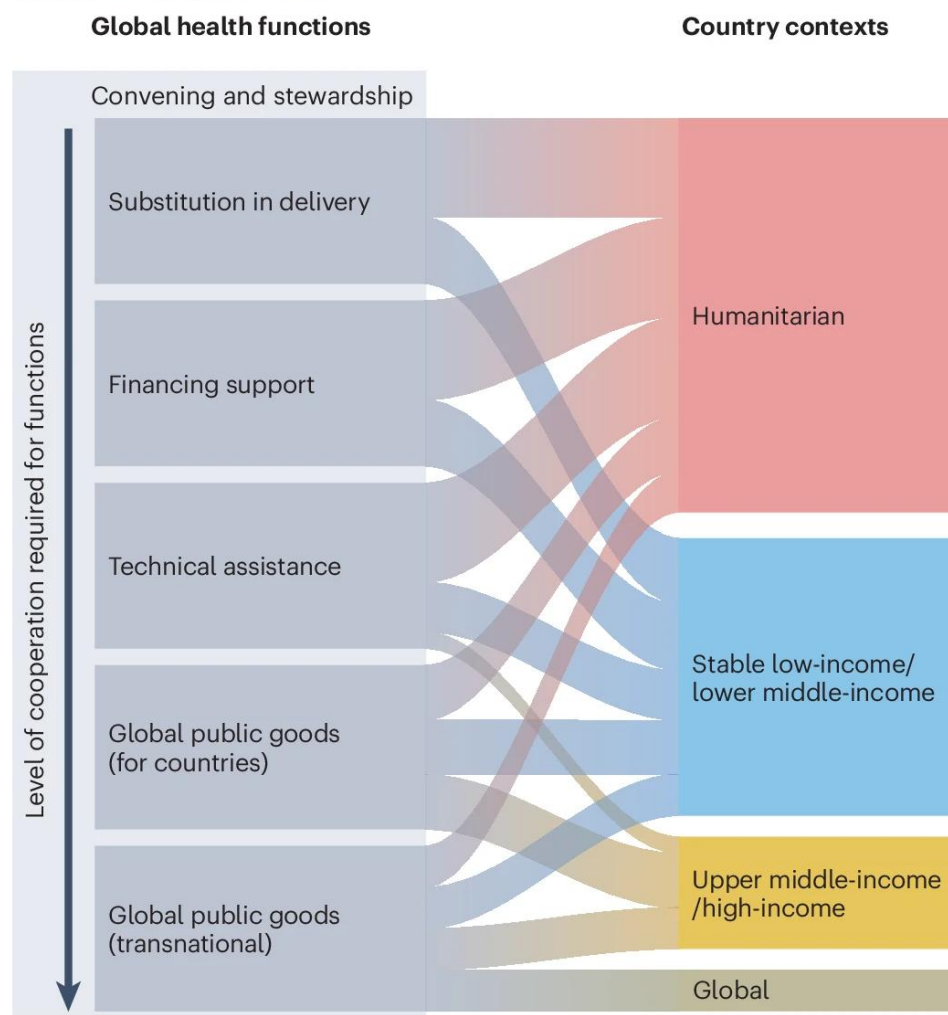 Global health functions
Country contexts
Convening and stewardship
Level of cooperation required for functions
Substitution in delivery
Financing support
Technical assistance
Global public goods
(for countries)
Global public goods
(transnational)
Humanitarian
Stable low-income/
lower middle-income
Upper middle-income
/high-income
Global